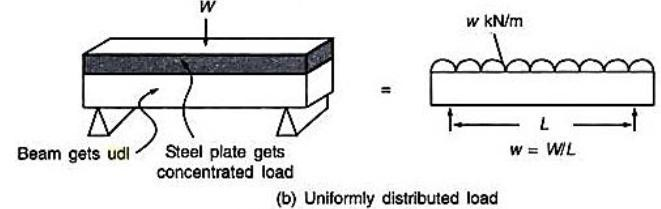 W
w kN/m
=
Beam gets udl
Steel plate gets
concentrated load
L
w = W/L
(b) Uniformly distributed load